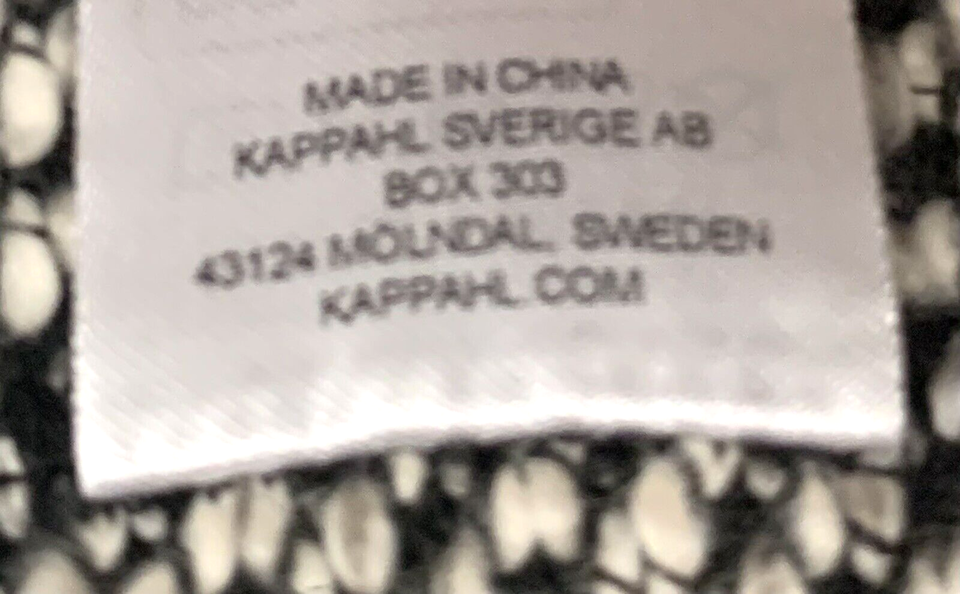 MADE IN CHINA
KAPPAHL SVERIGE AB
BOX 303
43124 MÖLNDAL, SWEDEN
KAPPAHL.COM